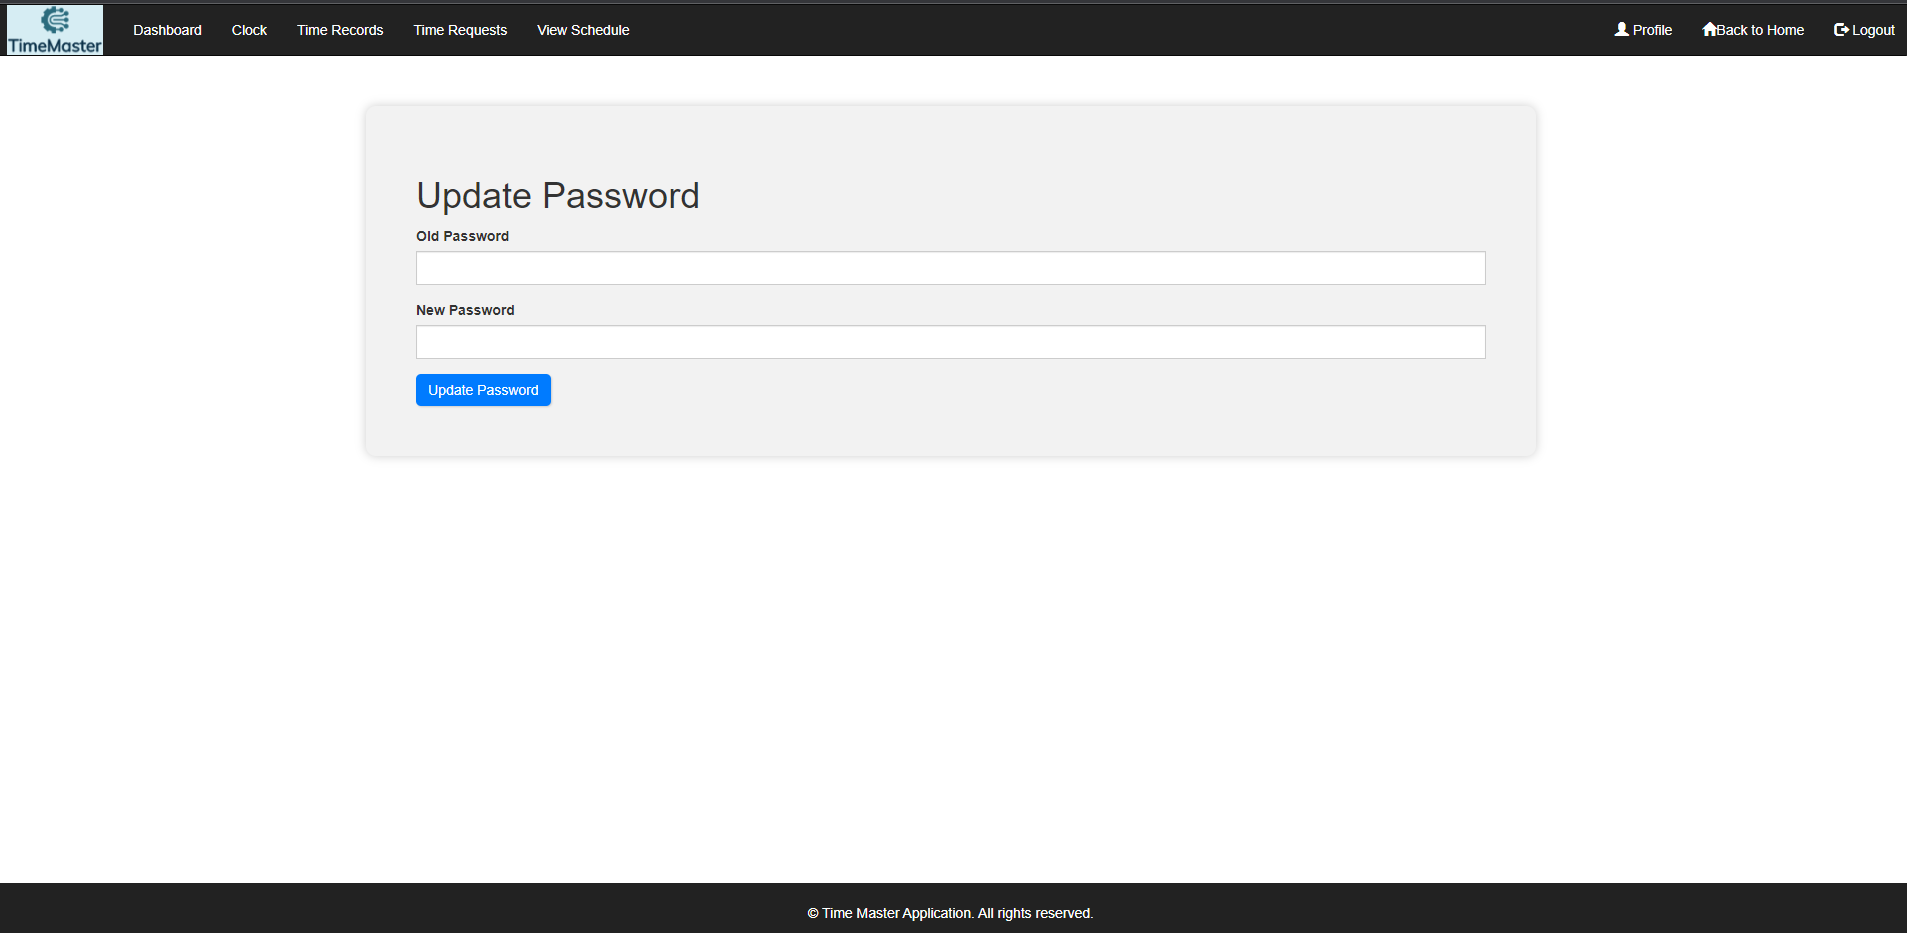 TimeMaster
Dashboard Clock Time Records Time Requests View Schedule Profile Back to Home Logout
Update Password
Old Password
New Password
Update Password
© Time Master Application. All rights reserved.